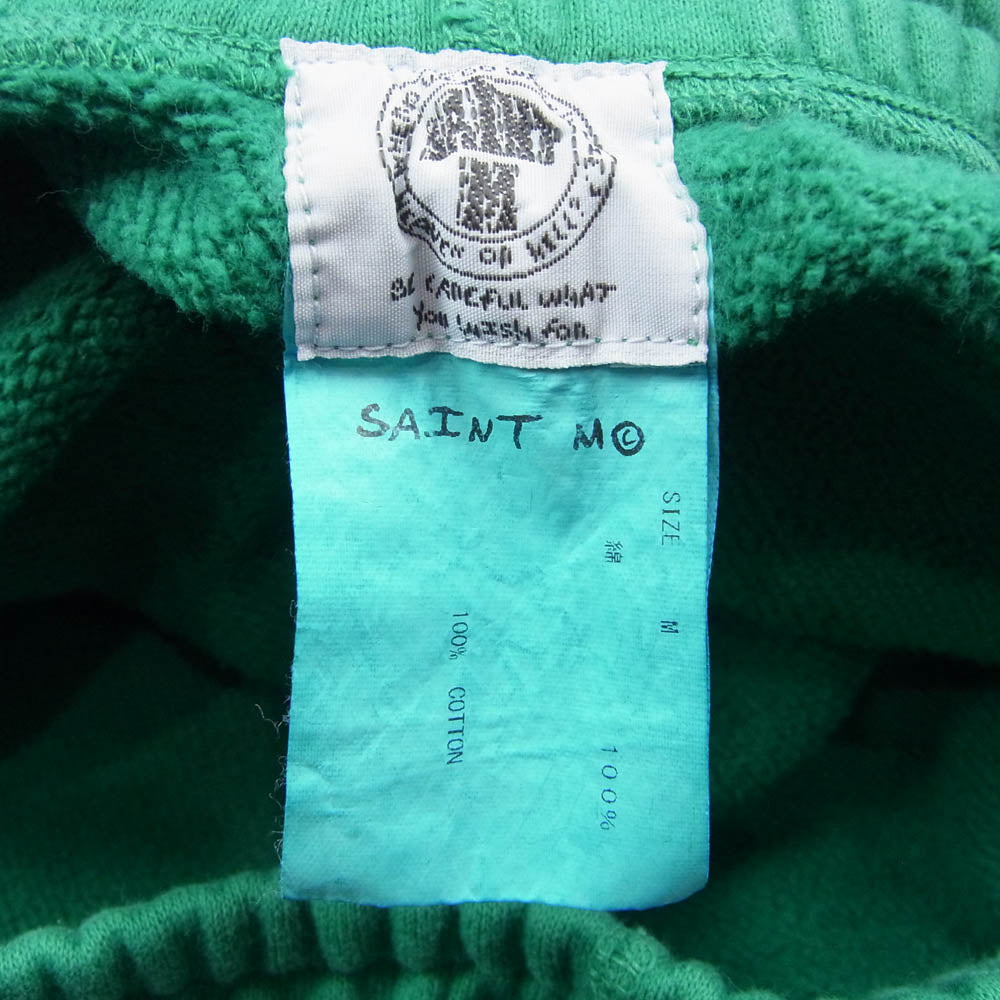 BE CAREFUL WHAT
YOU WISH FOR
SAINT M©
SIZE M
綿 100%
100% COTTON